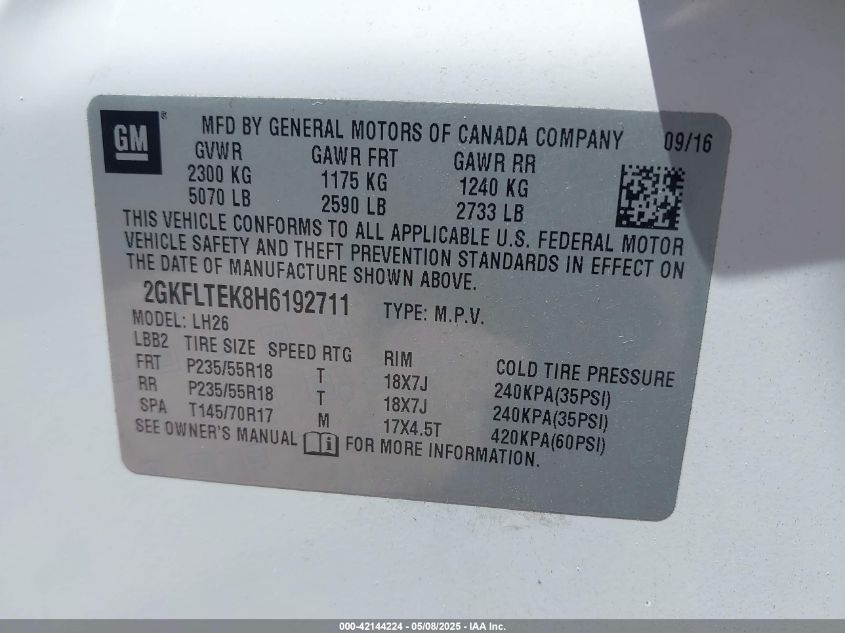 GM ® MFD BY GENERAL MOTORS OF CANADA COMPANY 09/16
GVWR GAWR FRT GAWR RR
2300 KG 1175 KG 1240 KG
5070 LB 2590 LB 2733 LB
THIS VEHICLE CONFORMS TO ALL APPLICABLE U.S. FEDERAL MOTOR
VEHICLE SAFETY AND THEFT PREVENTION STANDARDS IN EFFECT ON
THE DATE OF MANUFACTURE SHOWN ABOVE.
2GKFLTEK8H6192711 TYPE: M.P.V.
MODEL: LH26
LBB2 TIRE SIZE SPEED RTG RIM COLD TIRE PRESSURE
FRT P235/55R18 T 18X7J 240KPA(35PSI)
RR P235/55R18 T 18X7J 240KPA(35PSI)
SPA T145/70R17 M 17X4.5T 420KPA(60PSI)
SEE OWNER'S MANUAL i FOR MORE INFORMATION.
000-42144224 - 05/08/2025 - IAA Inc.